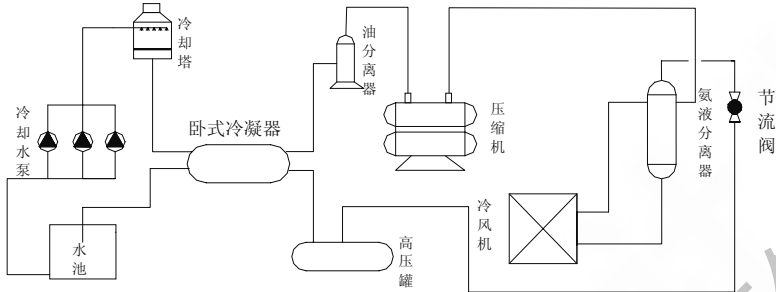 冷却塔
油分离器
冷却水泵
卧式冷凝器
压缩机
氨液分离器
节流阀
水池
高压罐
冷风机